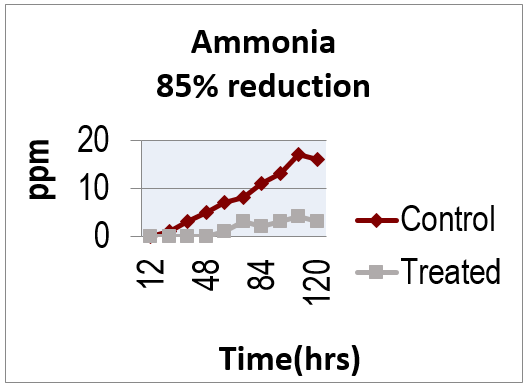 Ammonia
85% reduction
ppm
20
10
0
12
48
84
120
Time(hrs)
Control
Treated